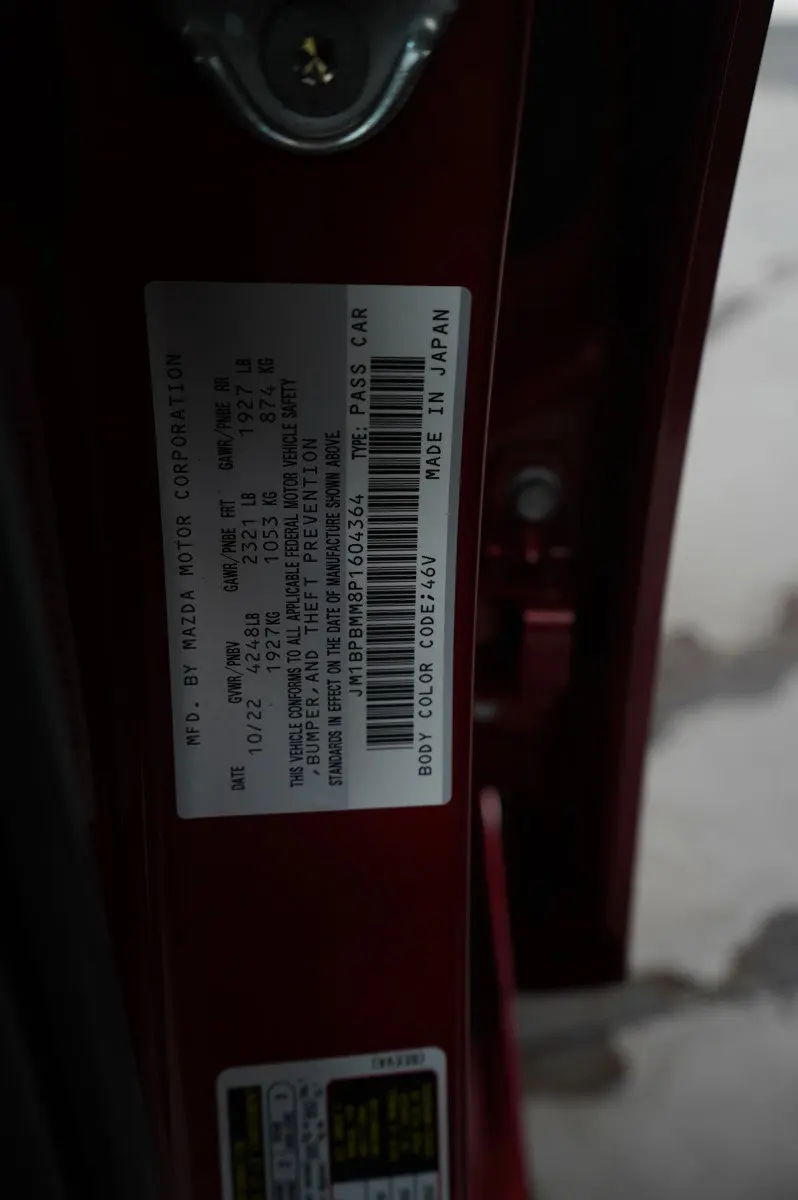 MFD. BY MAZDA MOTOR CORPORATION
DATE GVWR/PNBV GAWR/PNBE FRT GAWR/PNBE RR
10/22 4248LB 2321 LB 1927 LB
1927KG 1053 KG 874 KG
THIS VEHICLE CONFORMS TO ALL APPLICABLE FEDERAL MOTOR VEHICLE SAFETY
,BUMPER,AND THEFT PREVENTION
STANDARDS IN EFFECT ON THE DATE OF MANUFACTURE SHOWN ABOVE
JM1BPBMM8P1604364 TYPE: PASS CAR
BODY COLOR CODE;46V MADE IN JAPAN